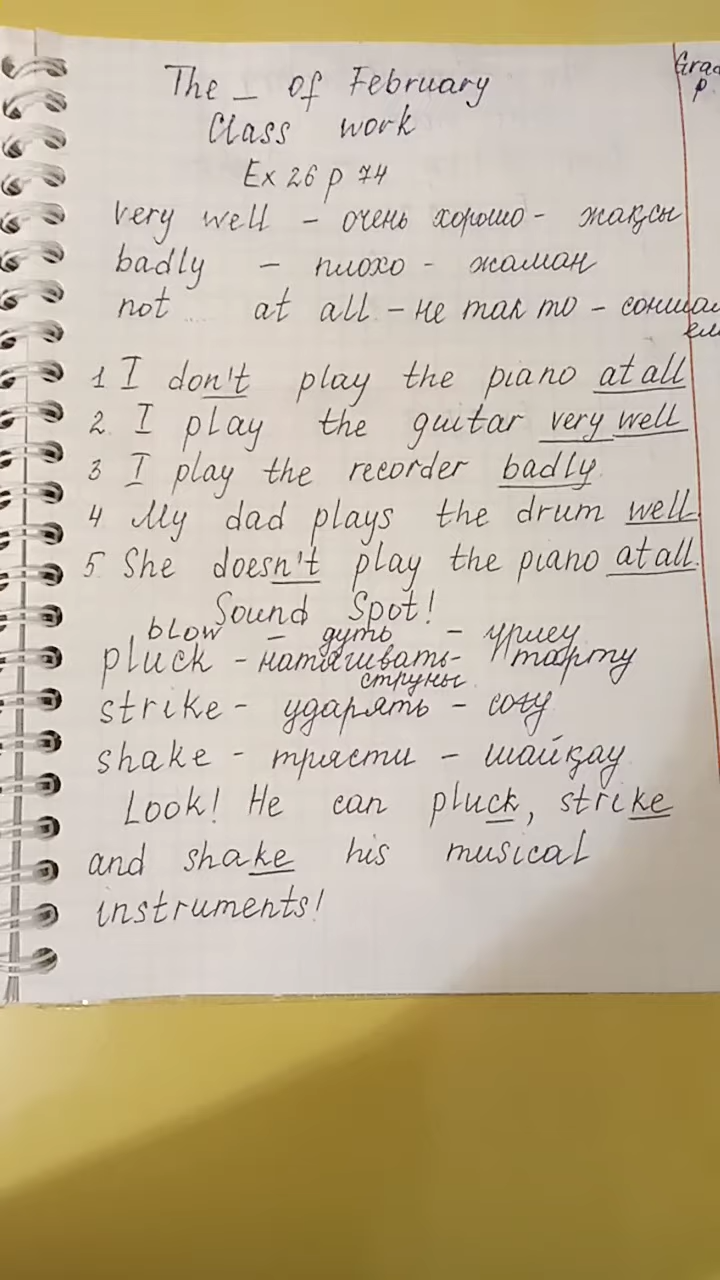 The _ of February
Class work
Ex 26 p 74
very well - очень хорошо - жақсы
badly - плохо - жаман
not ... at all - не так то - соншал
ем
1 I don't play the piano at all
2. I play the guitar very well
3 I play the recorder badly.
4 My dad plays the drum well.
5. She doesn't play the piano at all.
Sound Spot!
blow - дуть - үрлеу
pluck - натягивать - тарту
струны
strike - ударять - соғу
shake - трясти - шайқау
Look! He can pluck, strike
and shake his musical
instruments!
Grad
p.